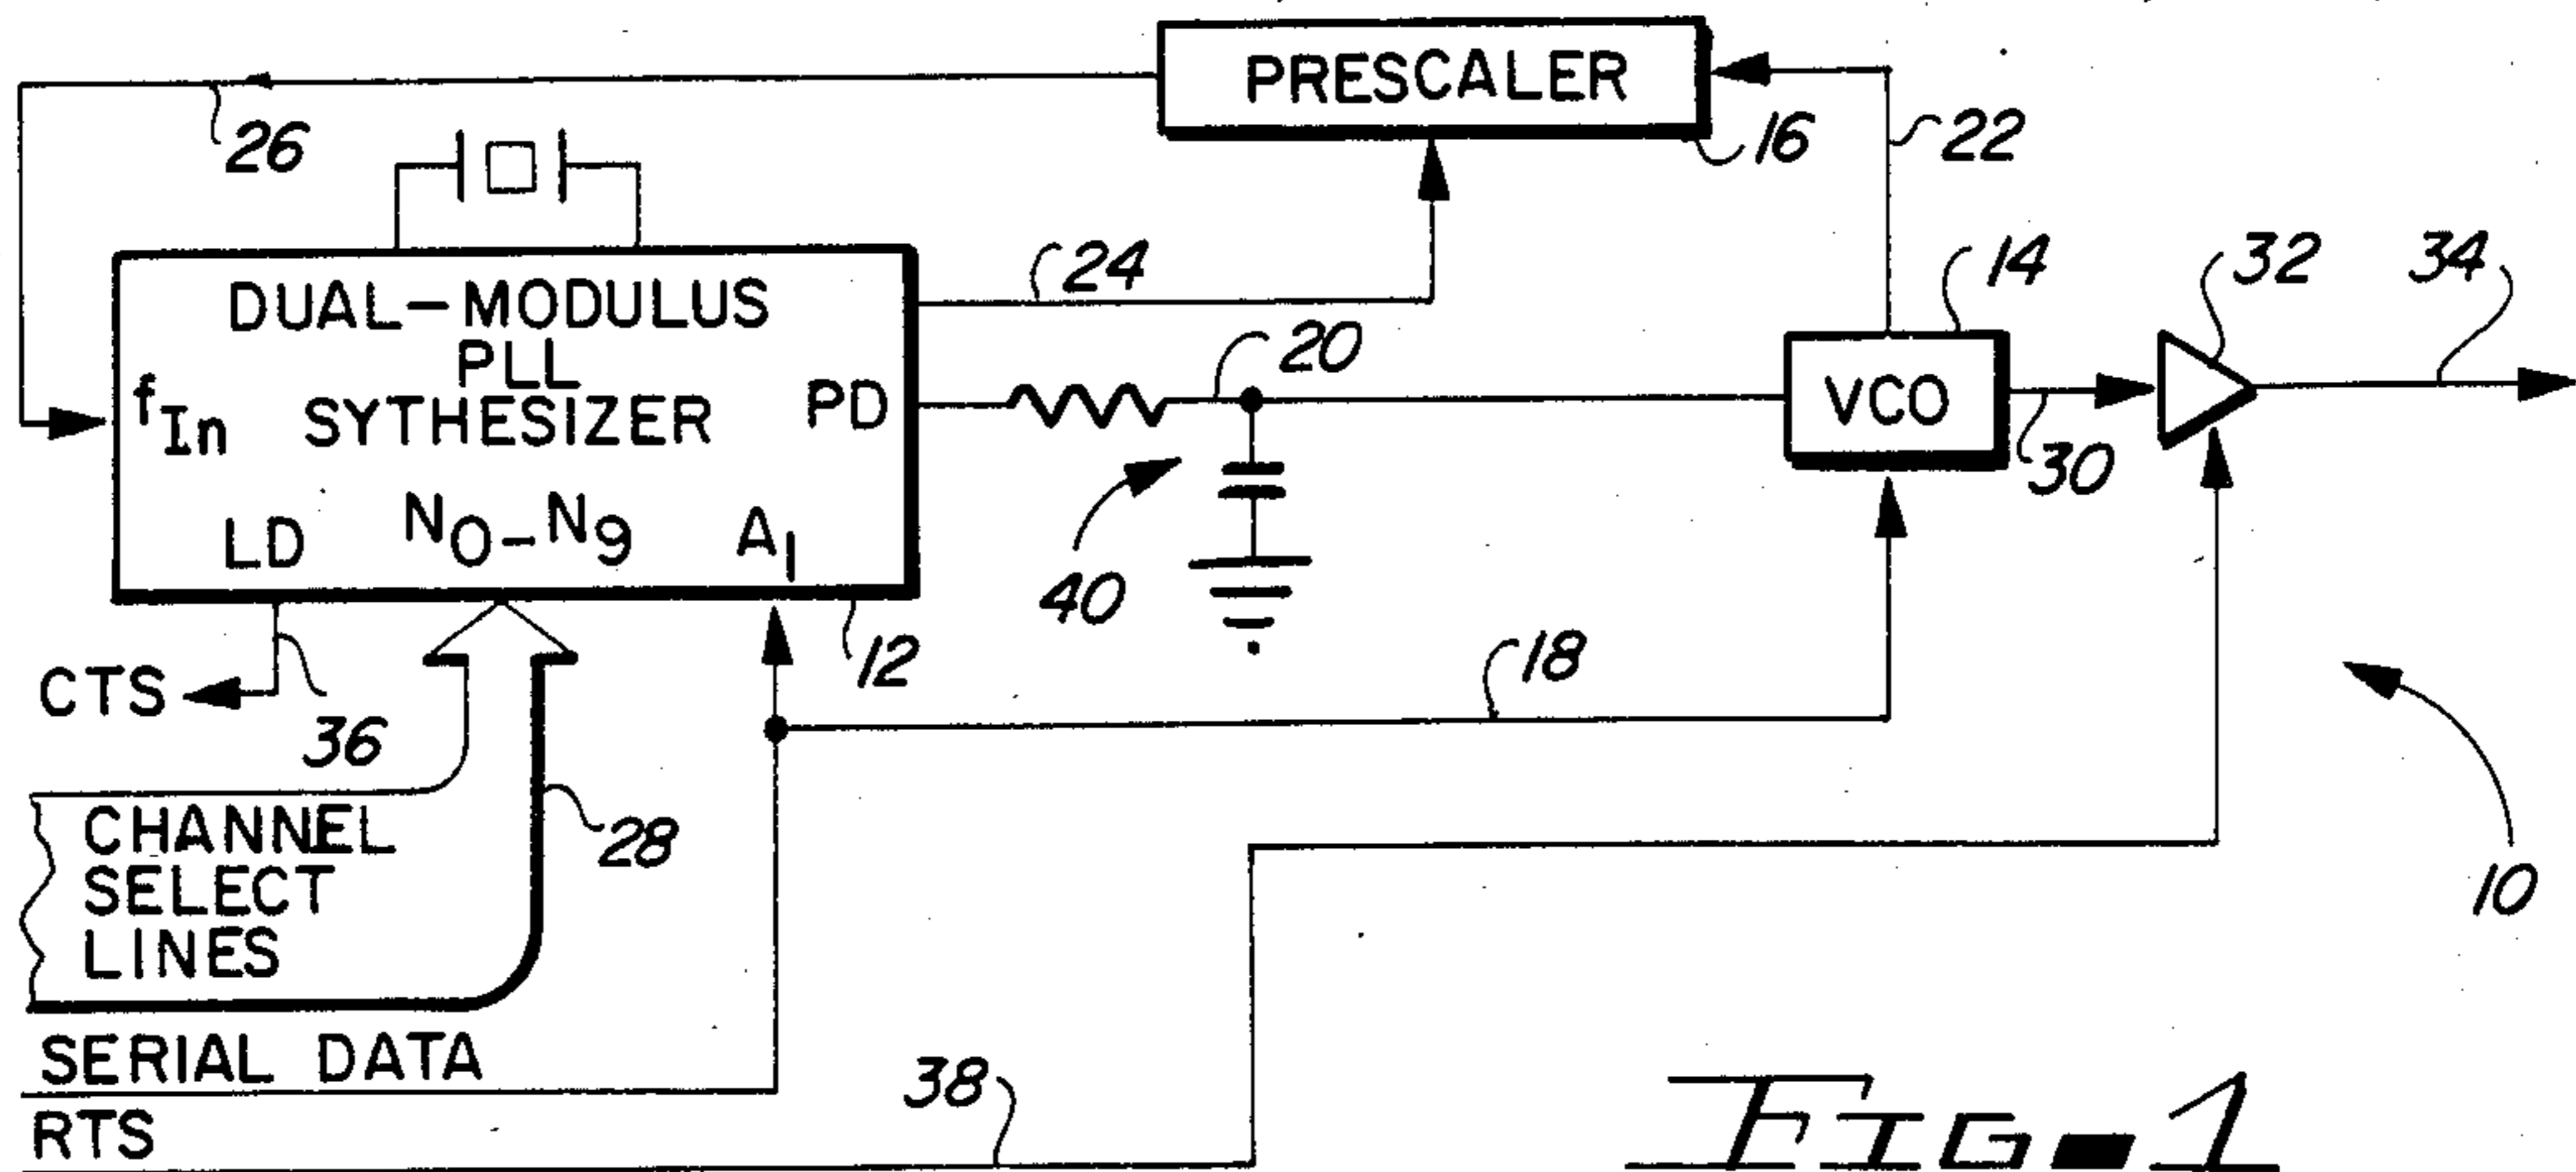 PRESCALER
16
22
26
24
14
32
34
DUAL-MODULUS
PLL
SYTHESIZER
fIn
PD
20
VCO
30
LD
N0-N9
A1
40
12
CTS
36
18
28
CHANNEL
SELECT
LINES
10
SERIAL DATA
38
RTS
FIG-1